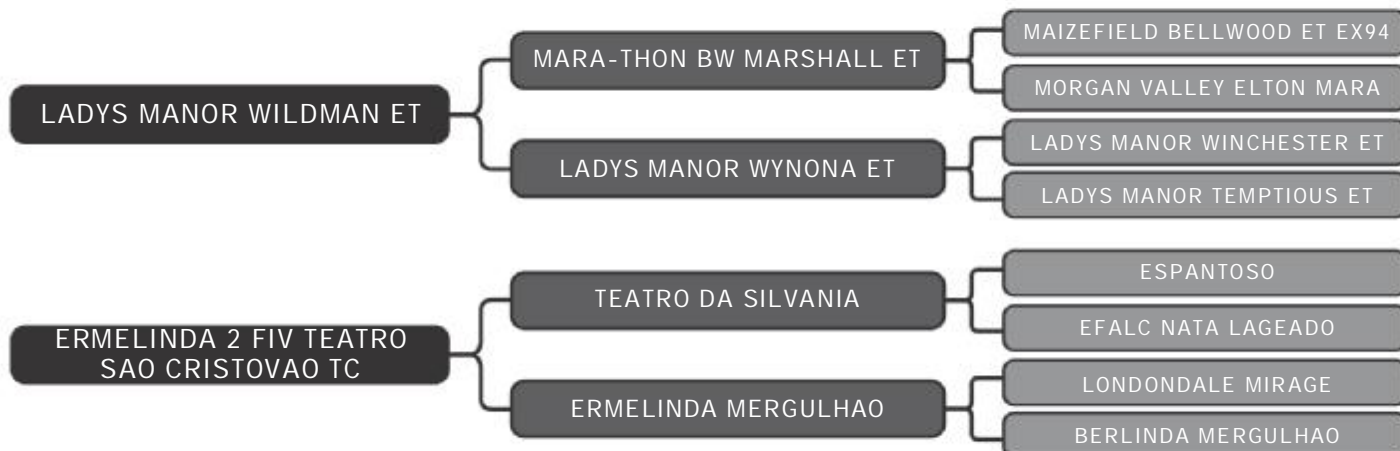 LADYS MANOR WILDMAN ET
MARA-THON BW MARSHALL ET
MAIZEFIELD BELLWOOD ET EX94
MORGAN VALLEY ELTON MARA
LADYS MANOR WYNONA ET
LADYS MANOR WINCHESTER ET
LADYS MANOR TEMPTIOUS ET
ERMELINDA 2 FIV TEATRO
SAO CRISTOVAO TC
TEATRO DA SILVANIA
ESPANTOSO
EFALC NATA LAGEADO
ERMELINDA MERGULHAO
LONDONDALE MIRAGE
BERLINDA MERGULHAO